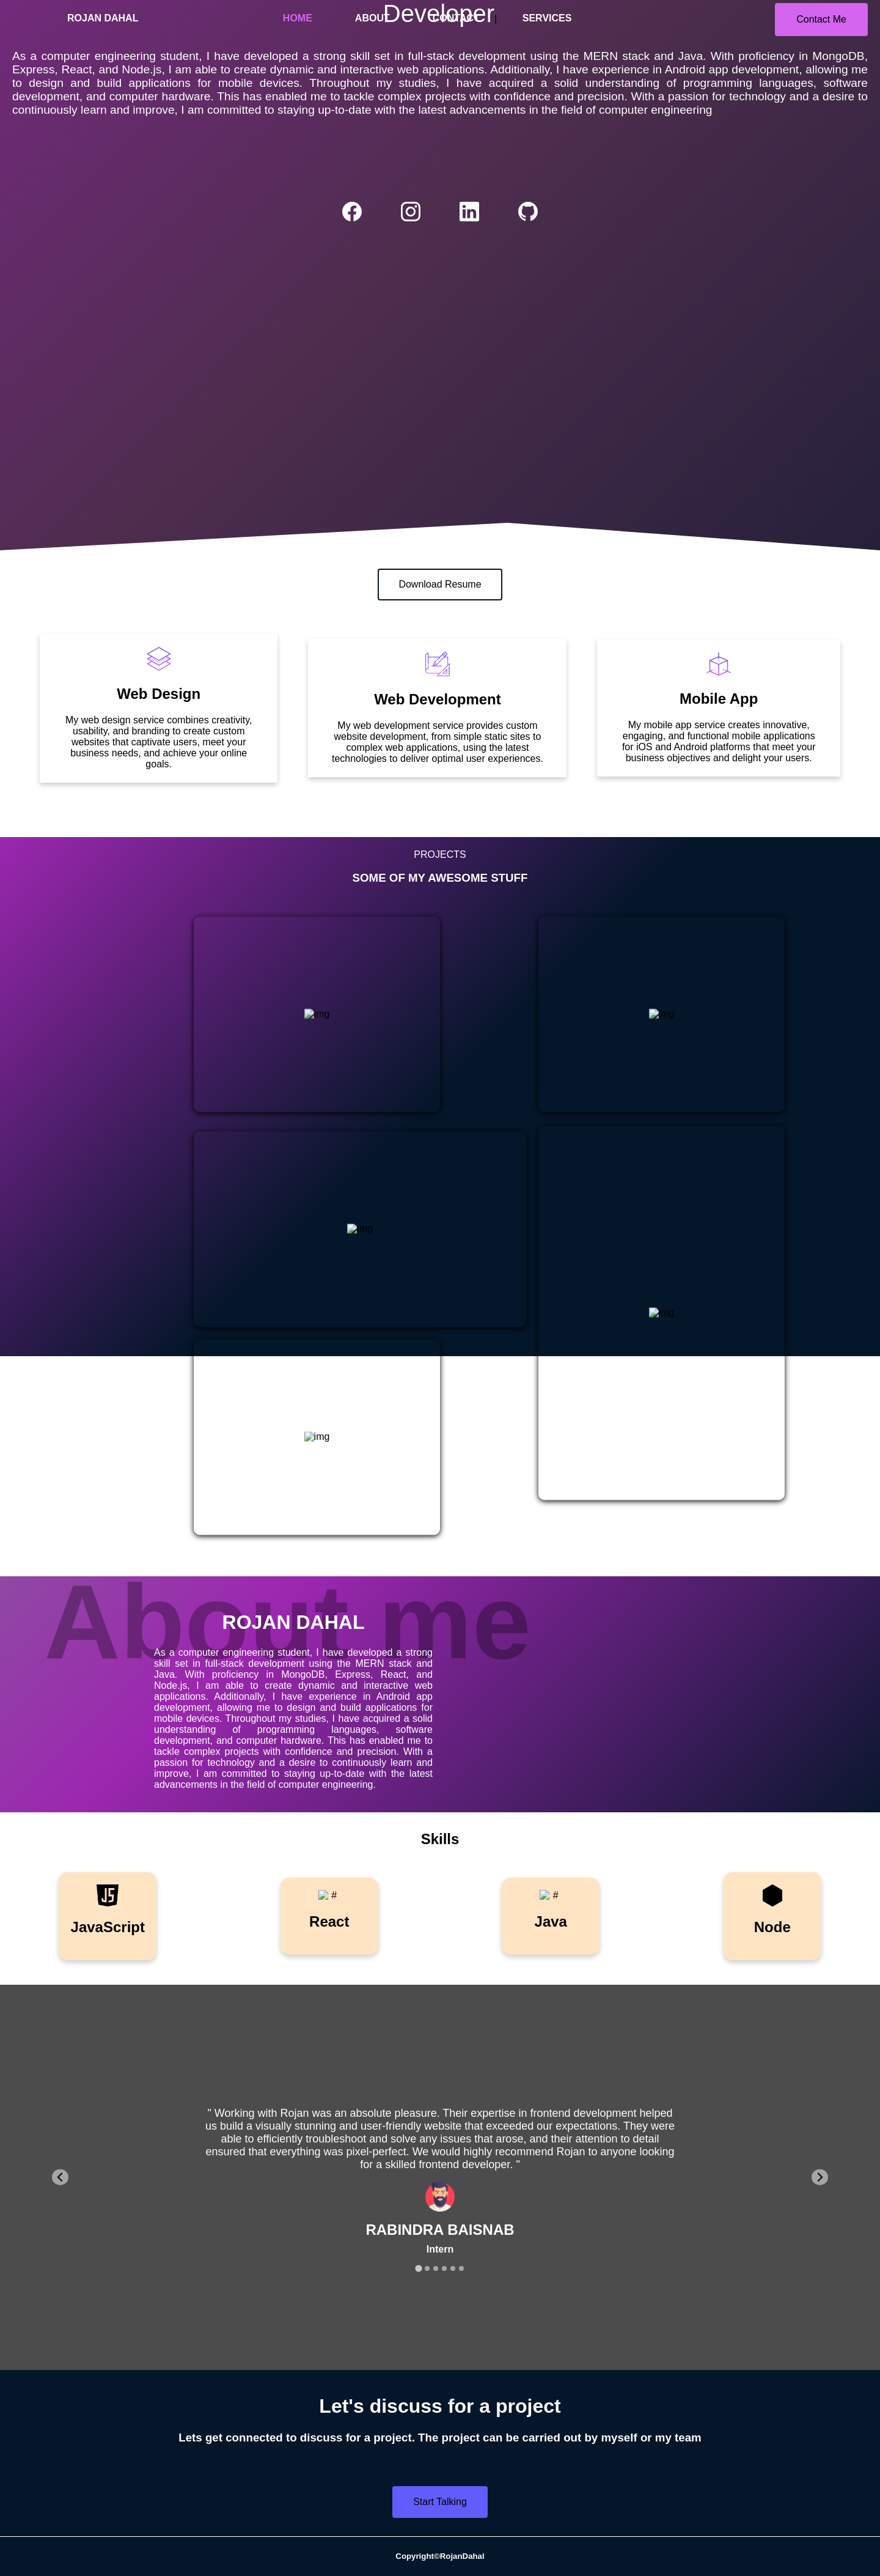 ROJAN DAHAL
HOME
ABOUT
CONTACT
SERVICES
Contact Me
Developer
As a computer engineering student, I have developed a strong skill set in full-stack development using the MERN stack and Java. With proficiency in MongoDB,
Express, React, and Node.js, I am able to create dynamic and interactive web applications. Additionally, I have experience in Android app development, allowing me
to design and build applications for mobile devices. Throughout my studies, I have acquired a solid understanding of programming languages, software
development, and computer hardware. This has enabled me to tackle complex projects with confidence and precision. With a passion for technology and a desire to
continuously learn and improve, I am committed to staying up-to-date with the latest advancements in the field of computer engineering
Download Resume
Web Design
My web design service combines creativity,
usability, and branding to create custom
websites that captivate users, meet your
business needs, and achieve your online
goals.
Web Development
My web development service provides custom
website development, from simple static sites to
complex web applications, using the latest
technologies to deliver optimal user experiences.
Mobile App
My mobile app service creates innovative,
engaging, and functional mobile applications
for iOS and Android platforms that meet your
business objectives and delight your users.
PROJECTS
SOME OF MY AWESOME STUFF
img
img
img
img
img
About me
ROJAN DAHAL
As a computer engineering student, I have developed a strong
skill set in full-stack development using the MERN stack and
Java. With proficiency in MongoDB, Express, React, and
Node.js, I am able to create dynamic and interactive web
applications. Additionally, I have experience in Android app
development, allowing me to design and build applications for
mobile devices. Throughout my studies, I have acquired a solid
understanding of programming languages, software
development, and computer hardware. This has enabled me to
tackle complex projects with confidence and precision. With a
passion for technology and a desire to continuously learn and
improve, I am committed to staying up-to-date with the latest
advancements in the field of computer engineering.
Skills
JS
JavaScript
#
React
#
Java
Node
" Working with Rojan was an absolute pleasure. Their expertise in frontend development helped
us build a visually stunning and user-friendly website that exceeded our expectations. They were
able to efficiently troubleshoot and solve any issues that arose, and their attention to detail
ensured that everything was pixel-perfect. We would highly recommend Rojan to anyone looking
for a skilled frontend developer. "
RABINDRA BAISNAB
Intern
Let's discuss for a project
Lets get connected to discuss for a project. The project can be carried out by myself or my team
Start Talking
Copyright©RojanDahal